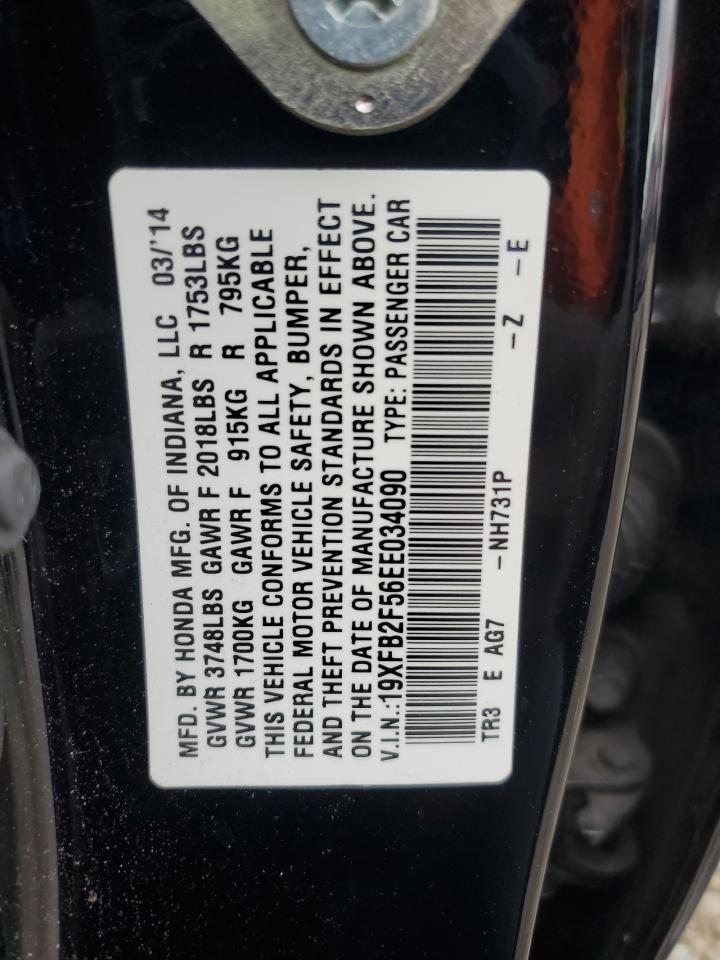 MFD. BY HONDA MFG. OF INDIANA, LLC 03/'14
GVWR 3748LBS GAWR F 2018LBS R 1753LBS
GVWR 1700KG GAWR F 915KG R 795KG
THIS VEHICLE CONFORMS TO ALL APPLICABLE
FEDERAL MOTOR VEHICLE SAFETY, BUMPER,
AND THEFT PREVENTION STANDARDS IN EFFECT
ON THE DATE OF MANUFACTURE SHOWN ABOVE.
V.I.N.:19XFB2F56EE034090 TYPE: PASSENGER CAR
TR3 E AG7 -NH731P -Z -E